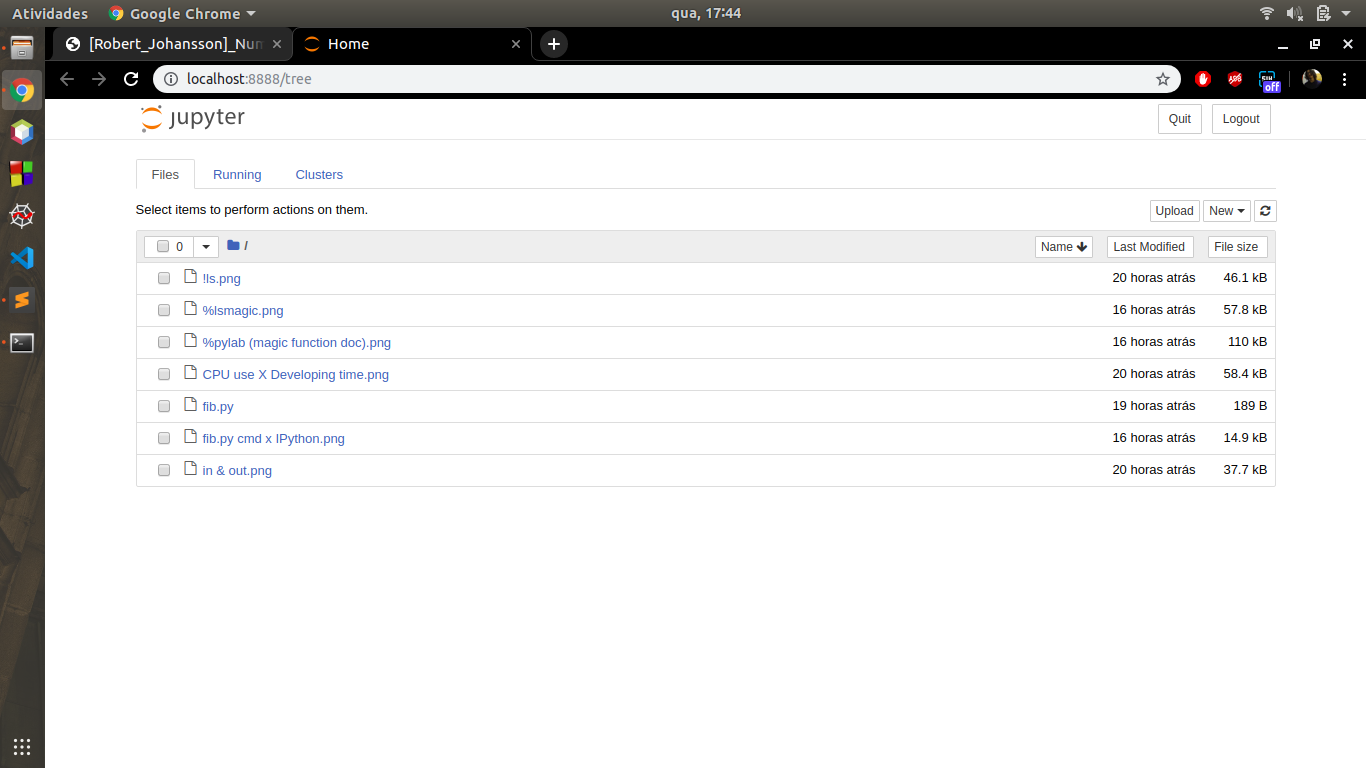 Atividades Google Chrome qua, 17:44
[Robert_Johansson]_Num Home
localhost:8888/tree ABP off
jupyter Quit Logout
Files Running Clusters
Select items to perform actions on them. Upload New
0 / Name Last Modified File size
!ls.png 20 horas atrás 46.1 kB
%lsmagic.png 16 horas atrás 57.8 kB
%pylab (magic function doc).png 16 horas atrás 110 kB
CPU use X Developing time.png 20 horas atrás 58.4 kB
fib.py 19 horas atrás 189 B
fib.py cmd x IPython.png 16 horas atrás 14.9 kB
in & out.png 20 horas atrás 37.7 kB